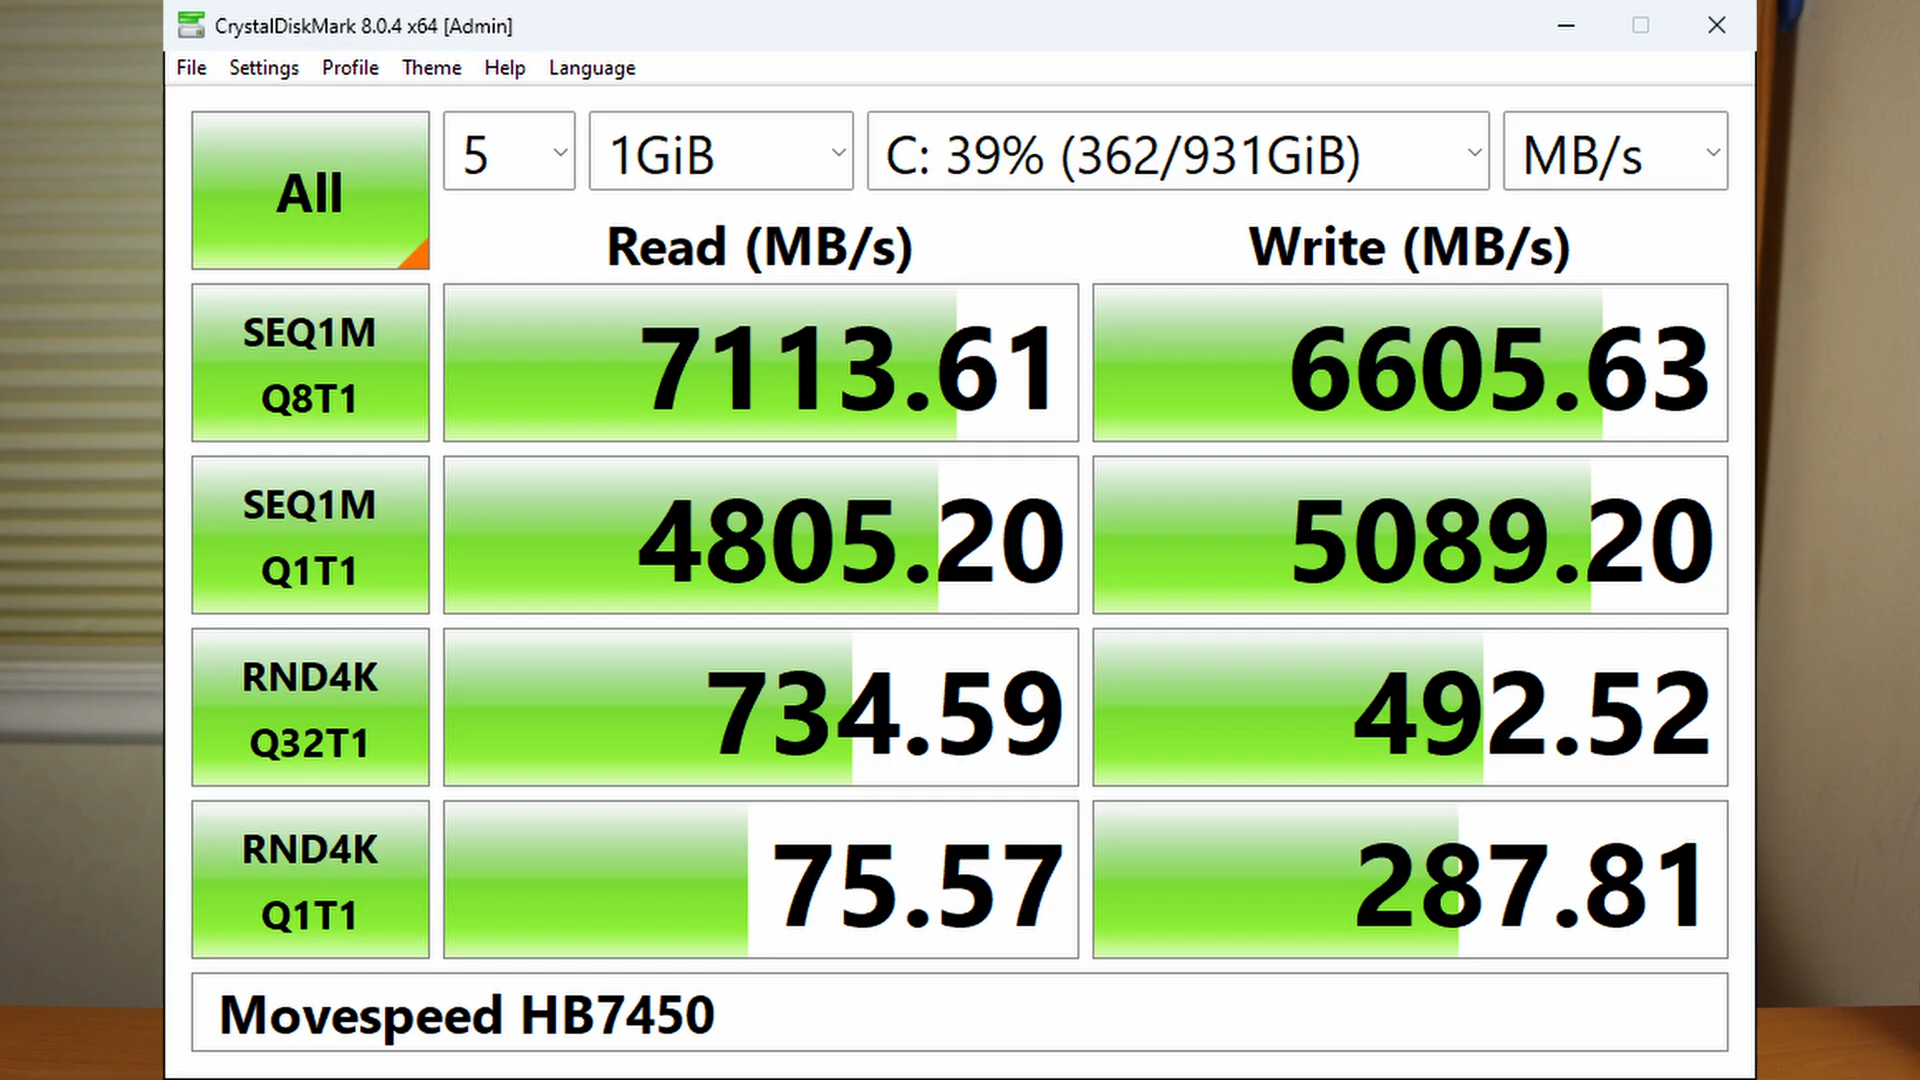 CrystalDiskMark 8.0.4 x64 [Admin]
File Settings Profile Theme Help Language
All 5 1GiB C: 39% (362/931GiB) MB/s
Read (MB/s) Write (MB/s)
SEQ1M
Q8T1 7113.61 6605.63
SEQ1M
Q1T1 4805.20 5089.20
RND4K
Q32T1 734.59 492.52
RND4K
Q1T1 75.57 287.81
Movespeed HB7450